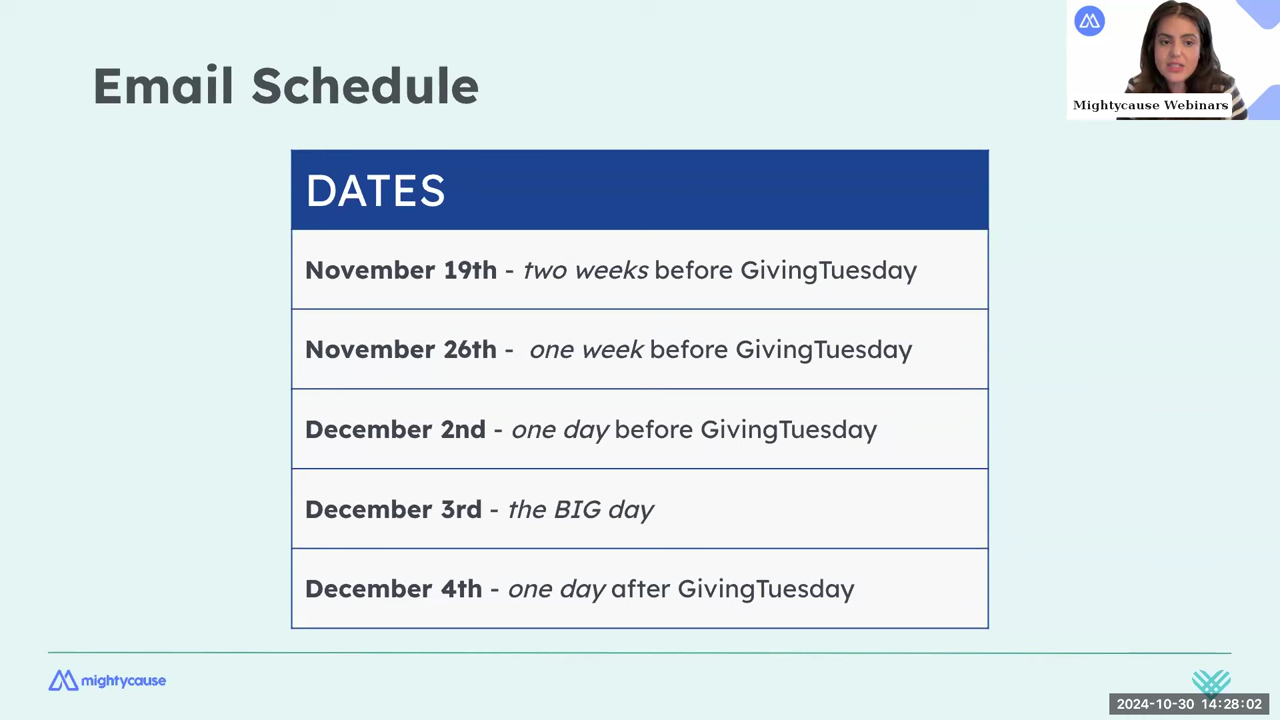 Email Schedule
Mightycause Webinars
DATES
November 19th - two weeks before GivingTuesday
November 26th - one week before GivingTuesday
December 2nd - one day before GivingTuesday
December 3rd - the BIG day
December 4th - one day after GivingTuesday
mightycause
2024-10-30 14:28:02